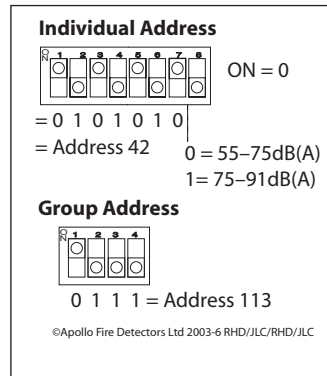 Individual Address
ON
1 2 3 4 5 6 7 8
ON = 0
= 0 1 0 1 0 1 0
= Address 42
0 = 55–75dB(A)
1= 75–91dB(A)
Group Address
ON
1 2 3 4
0 1 1 1 = Address 113
©Apollo Fire Detectors Ltd 2003-6 RHD/JLC/RHD/JLC